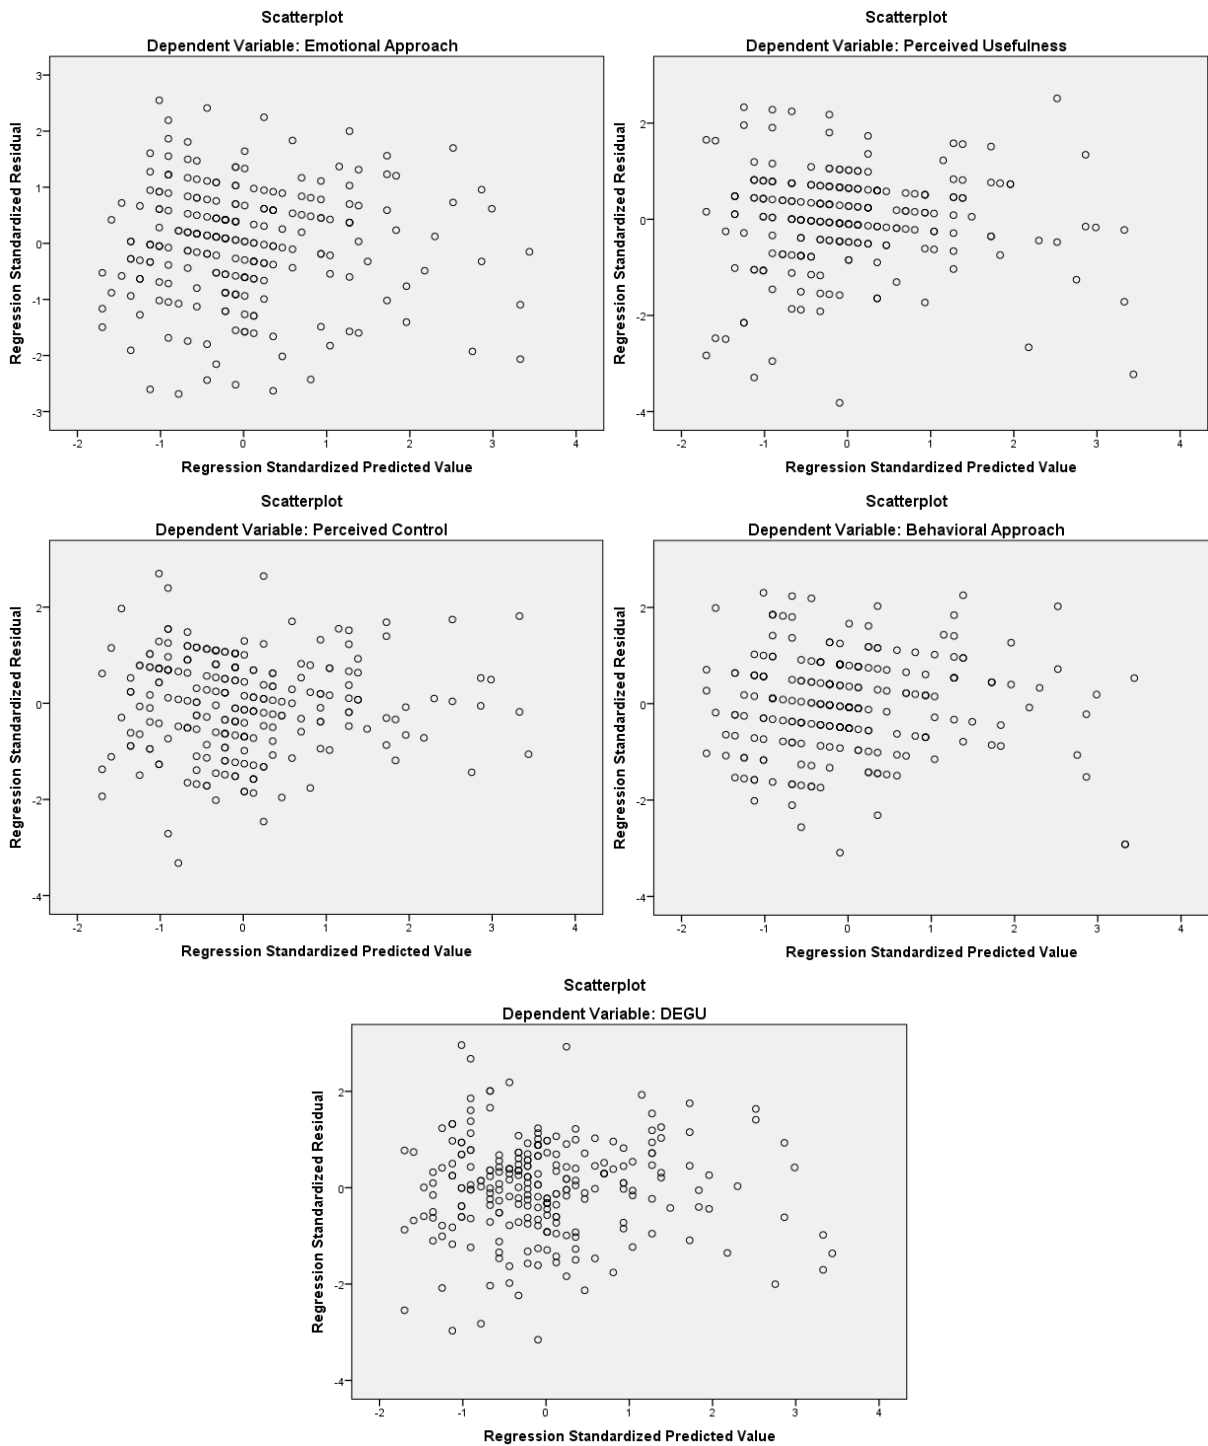 Scatterplot
Dependent Variable: Emotional Approach
Regression Standardized Residual
3
2
1
0
-1
-2
-3
-2 -1 0 1 2 3 4
Regression Standardized Predicted Value
Scatterplot
Dependent Variable: Perceived Usefulness
Regression Standardized Residual
2
0
-2
-4
-2 -1 0 1 2 3 4
Regression Standardized Predicted Value
Scatterplot
Dependent Variable: Perceived Control
Regression Standardized Residual
2
0
-2
-4
-2 -1 0 1 2 3 4
Regression Standardized Predicted Value
Scatterplot
Dependent Variable: Behavioral Approach
Regression Standardized Residual
2
0
-2
-4
-2 -1 0 1 2 3 4
Regression Standardized Predicted Value
Scatterplot
Dependent Variable: DEGU
Regression Standardized Residual
2
0
-2
-4
-2 -1 0 1 2 3 4
Regression Standardized Predicted Value